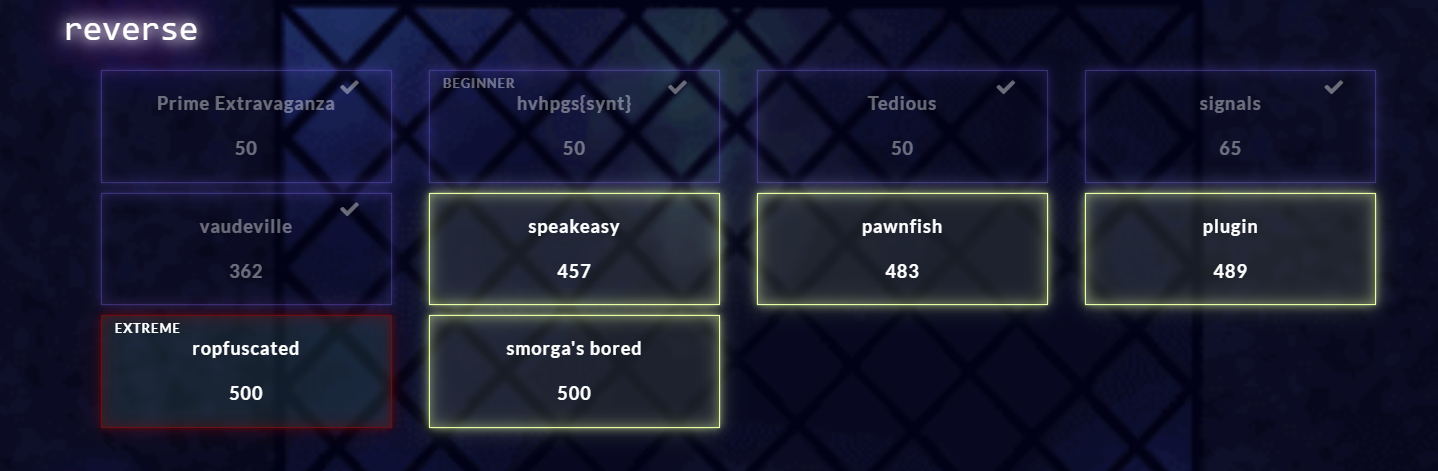 reverse
Prime Extravaganza
50
BEGINNER
hvhpgs{synt}
50
Tedious
50
signals
65
vaudeville
362
speakeasy
457
pawnfish
483
plugin
489
EXTREME
ropfuscated
500
smorga's bored
500